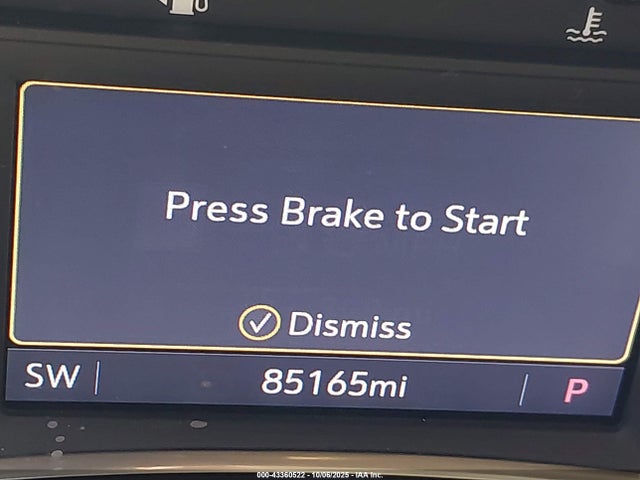 Press Brake to Start
Dismiss
SW 85165mi P
000-43360522 - 10/06/2025 - IAA Inc.